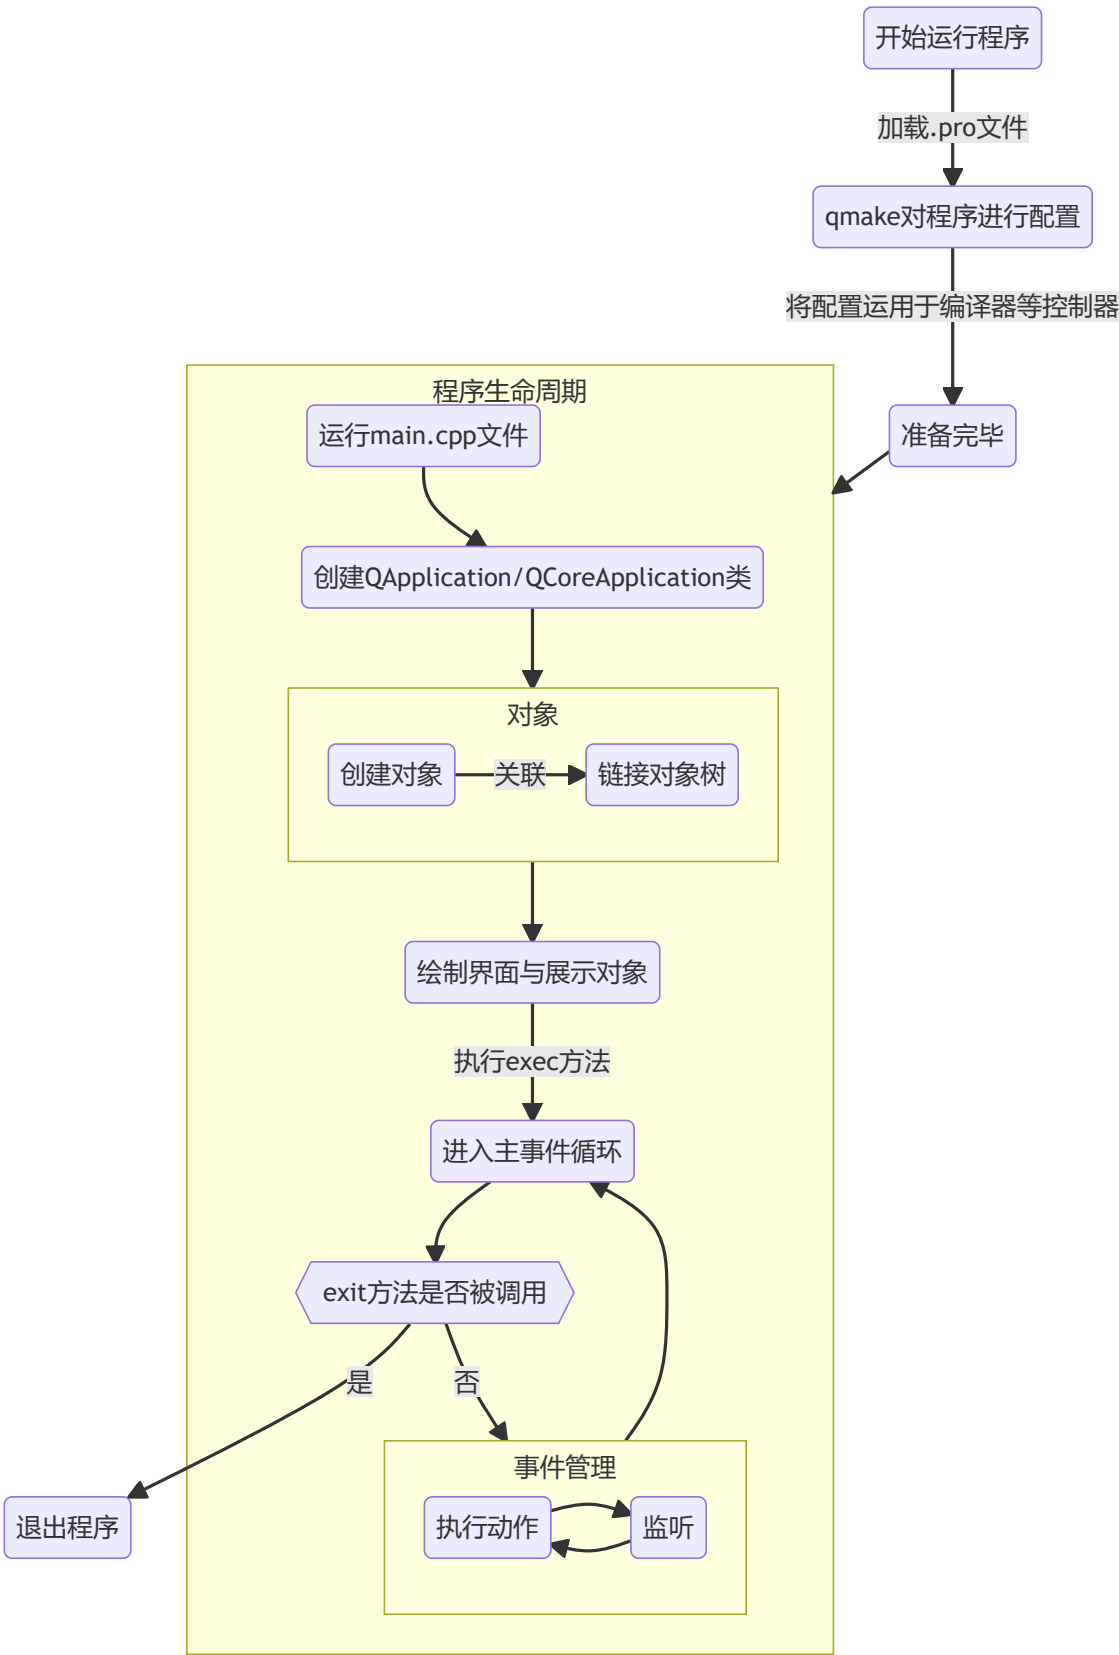 开始运行程序
加载.pro文件
qmake对程序进行配置
将配置运用于编译器等控制器
准备完毕
程序生命周期
运行main.cpp文件
创建QApplication/QCoreApplication类
对象
创建对象
关联
链接对象树
绘制界面与展示对象
执行exec方法
进入主事件循环
exit方法是否被调用
是
否
退出程序
事件管理
执行动作
监听